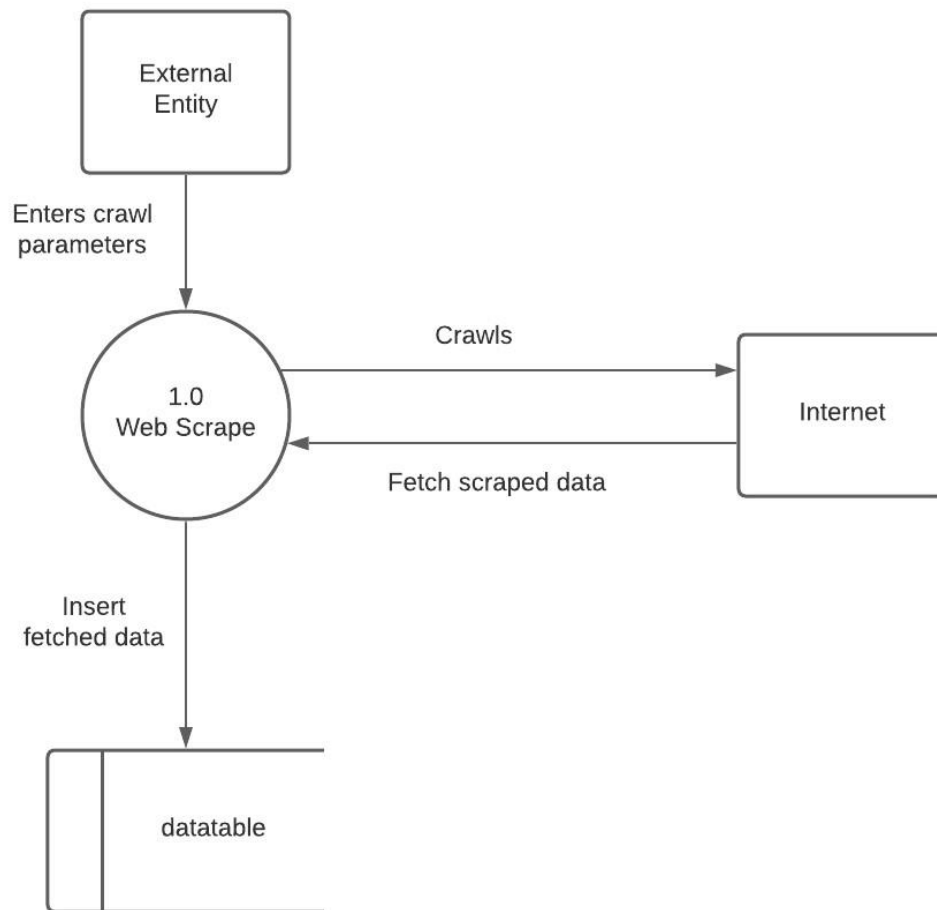 External
Entity
Enters crawl
parameters
Crawls
1.0
Web Scrape
Internet
Fetch scraped data
Insert
fetched data
datatable